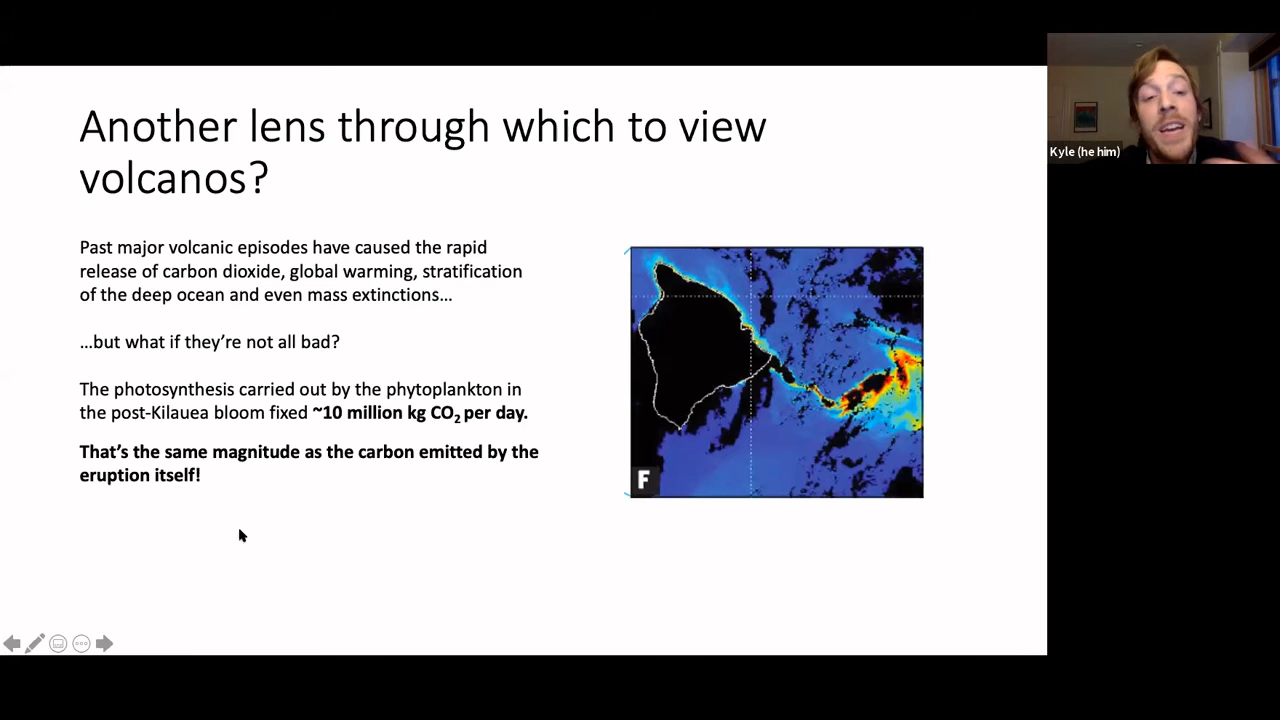 Another lens through which to view
volcanos?
Past major volcanic episodes have caused the rapid
release of carbon dioxide, global warming, stratification
of the deep ocean and even mass extinctions…
…but what if they're not all bad?
The photosynthesis carried out by the phytoplankton in
the post-Kilauea bloom fixed ~10 million kg CO₂ per day.
That's the same magnitude as the carbon emitted by the
eruption itself!
F
Kyle (he him)